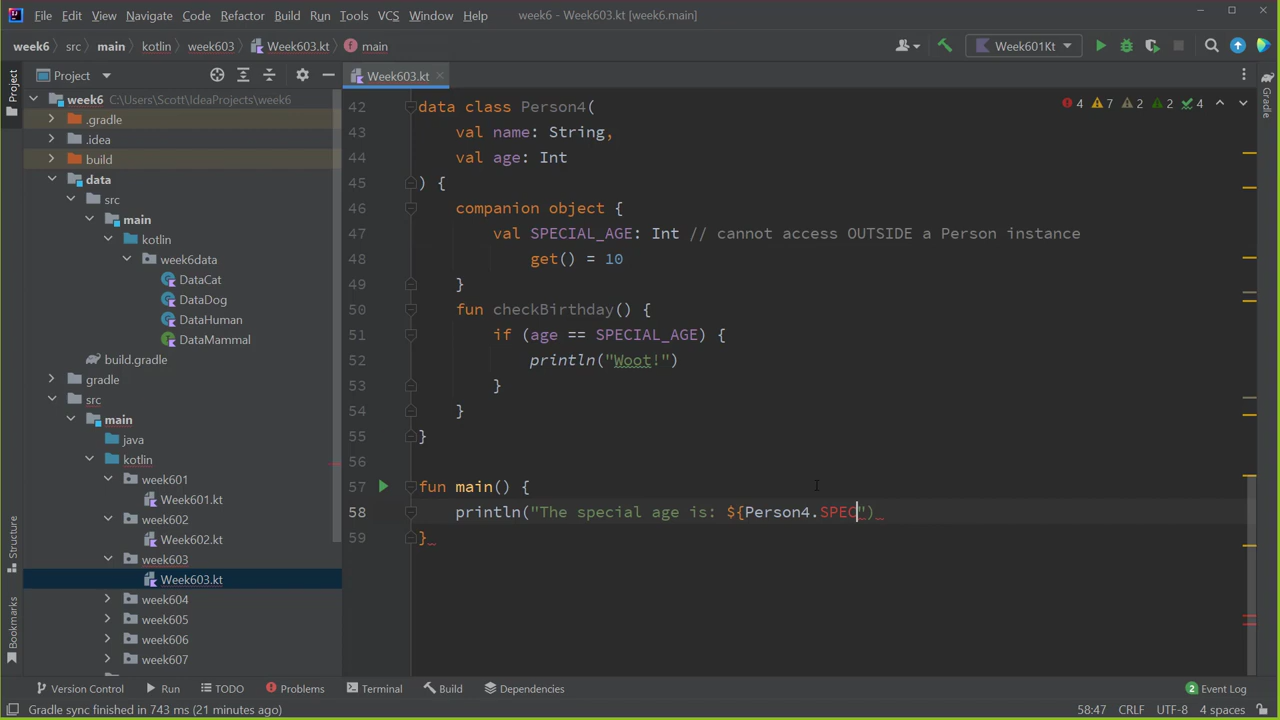 File Edit View Navigate Code Refactor Build Run Tools VCS Window Help week6 - Week603.kt [week6.main]
week6 src main kotlin week603 Week603.kt main Week601Kt
Project Week603.kt
Project
Structure
Bookmarks
week6 C:\Users\Scott\IdeaProjects\week6
.gradle
.idea
build
data
src
main
kotlin
week6data
DataCat
DataDog
DataHuman
DataMammal
build.gradle
gradle
src
main
java
kotlin
week601
Week601.kt
week602
Week602.kt
week603
Week603.kt
week604
week605
week606
week607
4 7 2 2 4
42 data class Person4(
43 val name: String,
44 val age: Int
45 ) {
46 companion object {
47 val SPECIAL_AGE: Int // cannot access OUTSIDE a Person instance
48 get() = 10
49 }
50 fun checkBirthday() {
51 if (age == SPECIAL_AGE) {
52 println("Woot!")
53 }
54 }
55 }
56
57 fun main() {
58 println("The special age is: ${Person4.SPEC")
59 }
Gradle
Version Control Run TODO Problems Terminal Build Dependencies 2 Event Log
Gradle sync finished in 743 ms (21 minutes ago) 58:47 CRLF UTF-8 4 spaces